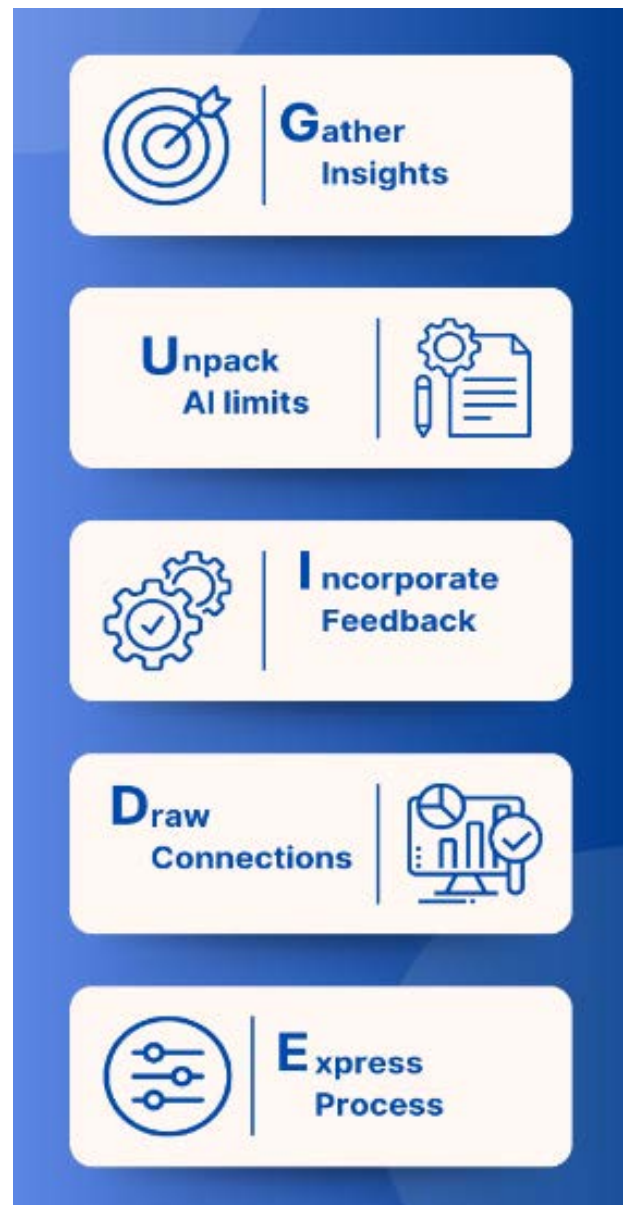 Gather
Insights
Unpack
AI limits
Incorporate
Feedback
Draw
Connections
Express
Process